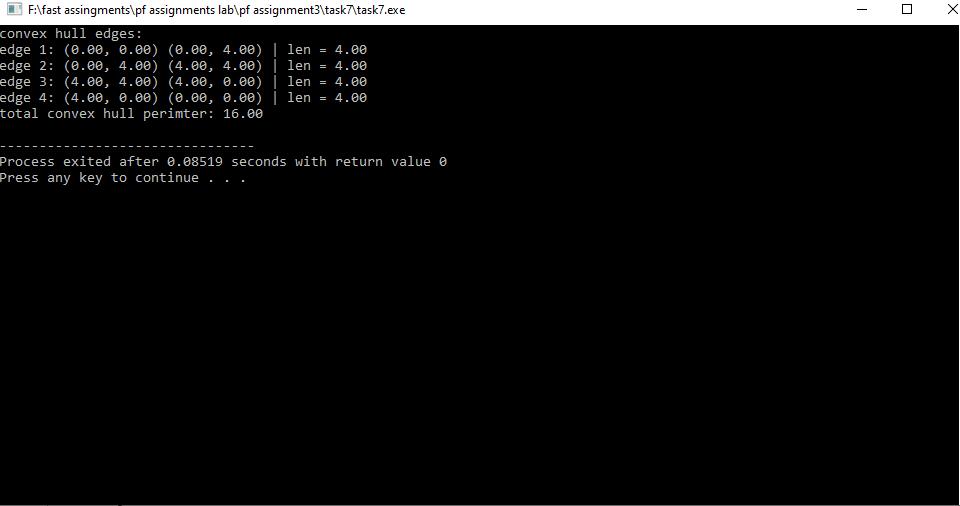 F:\fast assingments\pf assignments lab\pf assignment3\task7\task7.exe
convex hull edges:
edge 1: (0.00, 0.00) (0.00, 4.00) | len = 4.00
edge 2: (0.00, 4.00) (4.00, 4.00) | len = 4.00
edge 3: (4.00, 4.00) (4.00, 0.00) | len = 4.00
edge 4: (4.00, 0.00) (0.00, 0.00) | len = 4.00
total convex hull perimter: 16.00
--------------------------------
Process exited after 0.08519 seconds with return value 0
Press any key to continue . . .